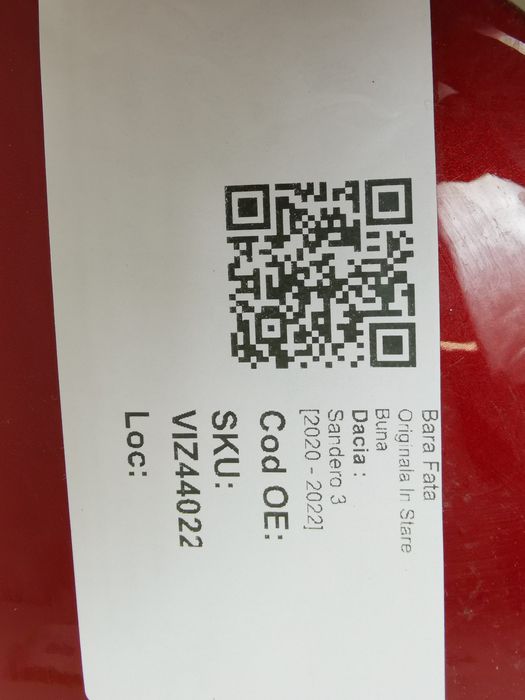 Bara Fata
Originala In Stare
Buna
Dacia :
Sandero 3
[2020 - 2022]
Cod OE:
SKU:
VIZ44022
Loc: